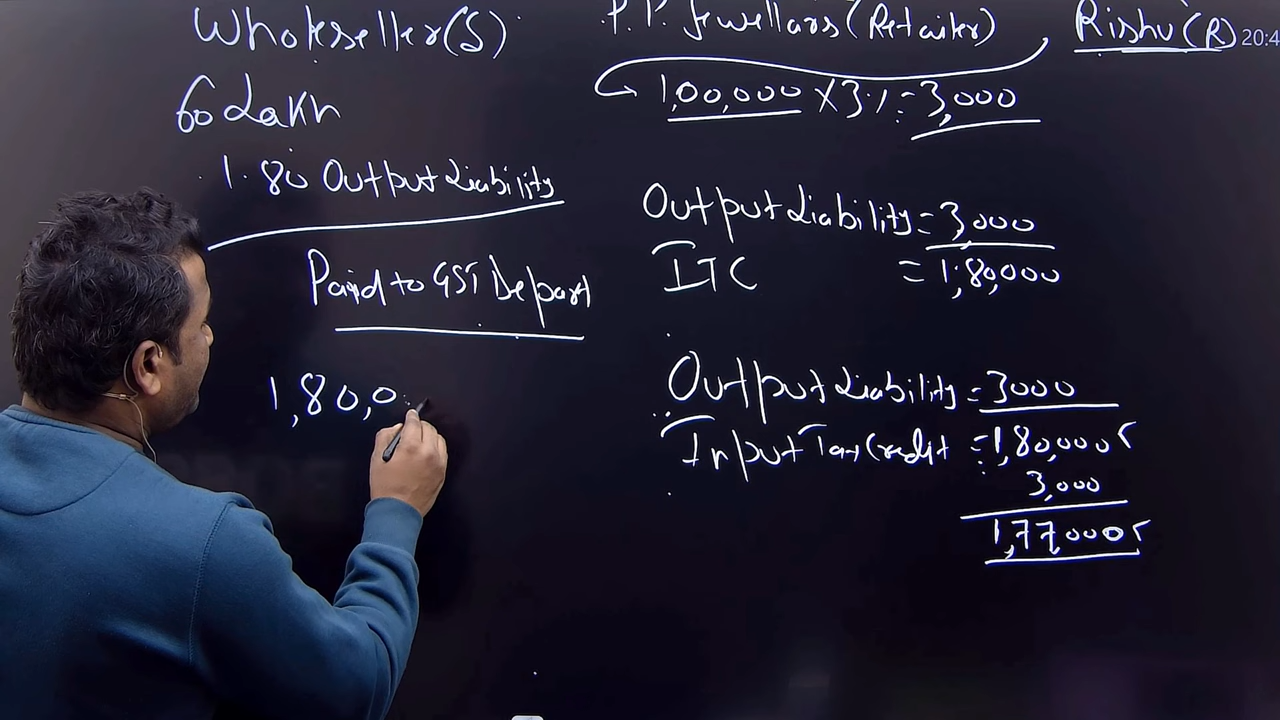 Wholeseller(S)
60 Lakh
1.80 Output Liability
Paid to GST Depart
1,80,0
P.P. Jewellars (Retailer)
Rishu (R)
20:4
1,00,000 X 3% = 3,000
Output Liability = 3,000
ITC = 1,80,000
Output Liability = 3000
Input Tax Credit = 1,80,000
3,000
1,77,000